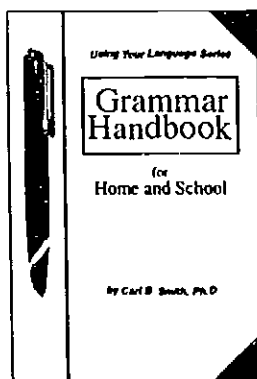 Using Your Language Series
Grammar
Handbook
for
Home and School
by Carl B. Smith, Ph.D